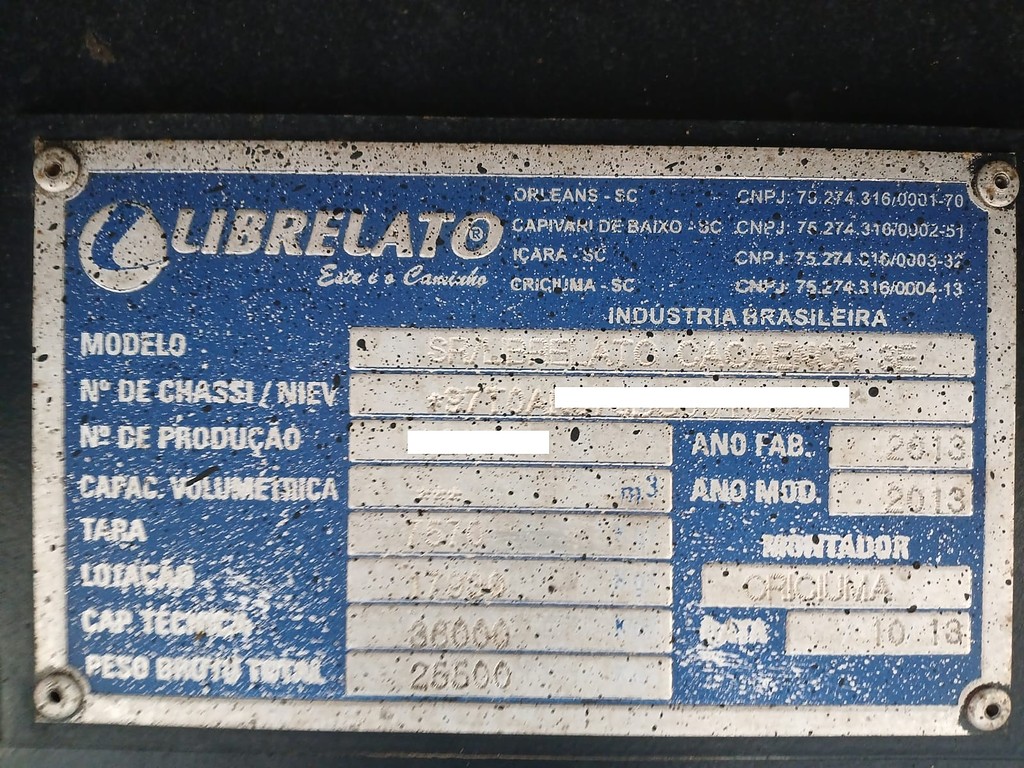 LIBRELATO®
Este é o Caminho
ORLEANS - SC CNPJ: 75.274.316/0001-70
CAPIVARI DE BAIXO - SC CNPJ: 75.274.316/0002-51
IÇARA - SC CNPJ: 75.274.316/0003-32
CRICIUMA - SC CNPJ: 75.274.316/0004-13
INDÚSTRIA BRASILEIRA
MODELO
Nº DE CHASSI / NIEV
Nº DE PRODUÇÃO ANO FAB. 2013
CAPAC. VOLUMÉTRICA *** m³ ANO MOD. 2013
TARA MONTADOR
LOTAÇÃO CRICIUMA
CAP TÉCNICA 36000 DATA 10 13
PESO BRUTO TOTAL 25500